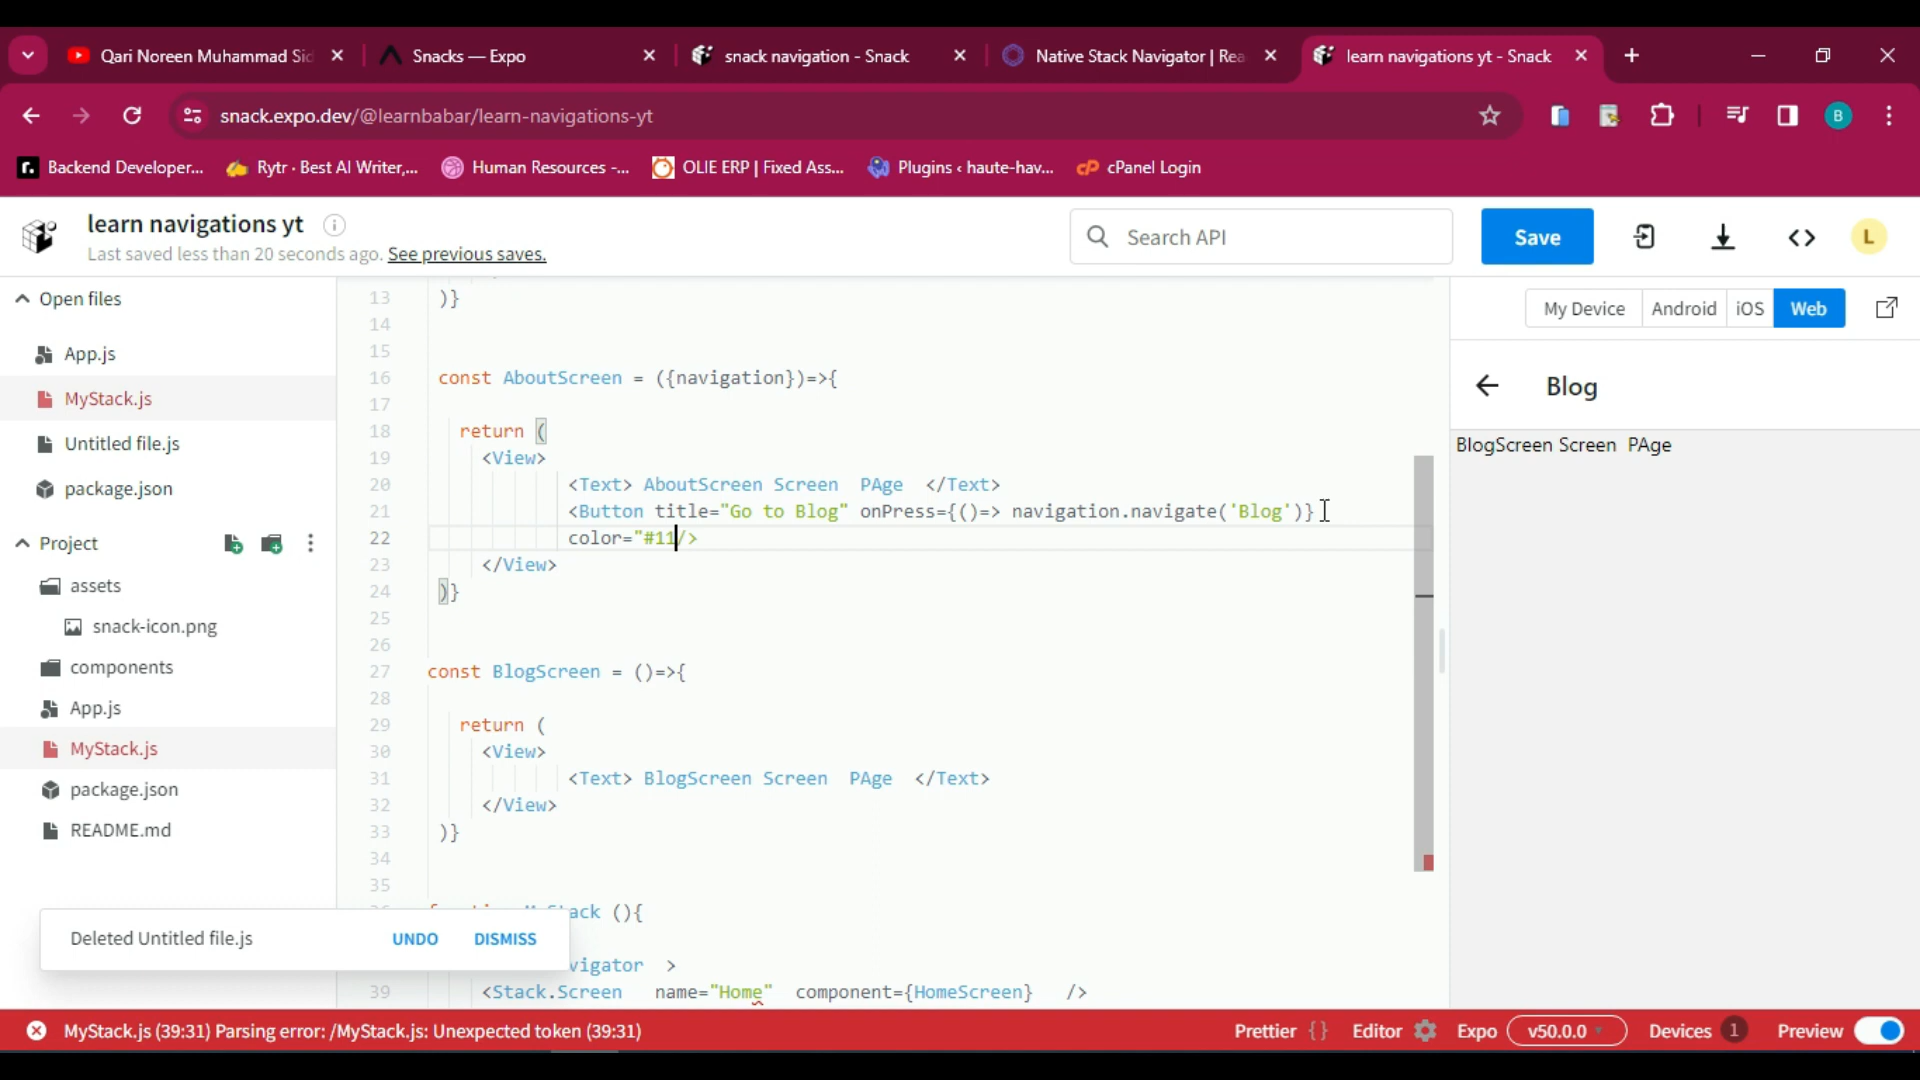 Qari Noreen Muhammad Sid
Snacks — Expo
snack navigation - Snack
Native Stack Navigator | Rea
learn navigations yt - Snack
snack.expo.dev/@learnbabar/learn-navigations-yt
B
r. Backend Developer...
Rytr · Best AI Writer,...
Human Resources -...
OLIE ERP | Fixed Ass...
Plugins ‹ haute-hav...
cP cPanel Login
learn navigations yt
Last saved less than 20 seconds ago. See previous saves.
Search API
Save
L
Open files
App.js
MyStack.js
Untitled file.js
package.json
Project
assets
snack-icon.png
components
App.js
MyStack.js
package.json
README.md
Deleted Untitled file.js UNDO DISMISS
13 )}
14
15
16 const AboutScreen = ({navigation})=>{
17
18 return (
19 <View>
20 <Text> AboutScreen Screen PAge </Text>
21 <Button title="Go to Blog" onPress={()=> navigation.navigate('Blog')}
22 color="#11/>
23 </View>
24 )}
25
26
27 const BlogScreen = ()=>{
28
29 return (
30 <View>
31 <Text> BlogScreen Screen PAge </Text>
32 </View>
33 )}
34
35
ack (){
vigator >
39 <Stack.Screen name="Home" component={HomeScreen} />
My Device
Android
iOS
Web
Blog
BlogScreen Screen PAge
MyStack.js (39:31) Parsing error: /MyStack.js: Unexpected token (39:31)
Prettier { }
Editor
Expo v50.0.0
Devices 1
Preview